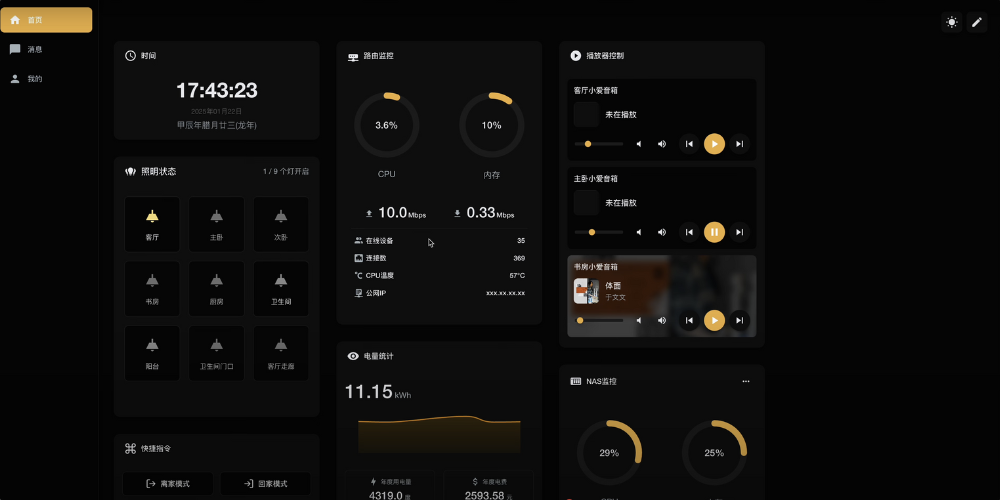 首页
消息
我的
时间
17:43:23
2025年01月22日
甲辰年腊月廿三(龙年)
照明状态
1 / 9 个灯开启
客厅
主卧
次卧
书房
厨房
卫生间
阳台
卫生间门口
客厅走廊
快捷指令
离家模式
回家模式
路由监控
3.6%
10%
CPU
内存
10.0 Mbps
0.33 Mbps
在线设备
35
连接数
369
°C CPU温度
57°C
公网IP
xxx.xx.xx.xx
电量统计
11.15 kWh
年度用电量
4319.0 度
年度电费
2593.58 元
播放器控制
客厅小爱音箱
未在播放
主卧小爱音箱
未在播放
书房小爱音箱
体面
于文文
NAS监控
29%
25%